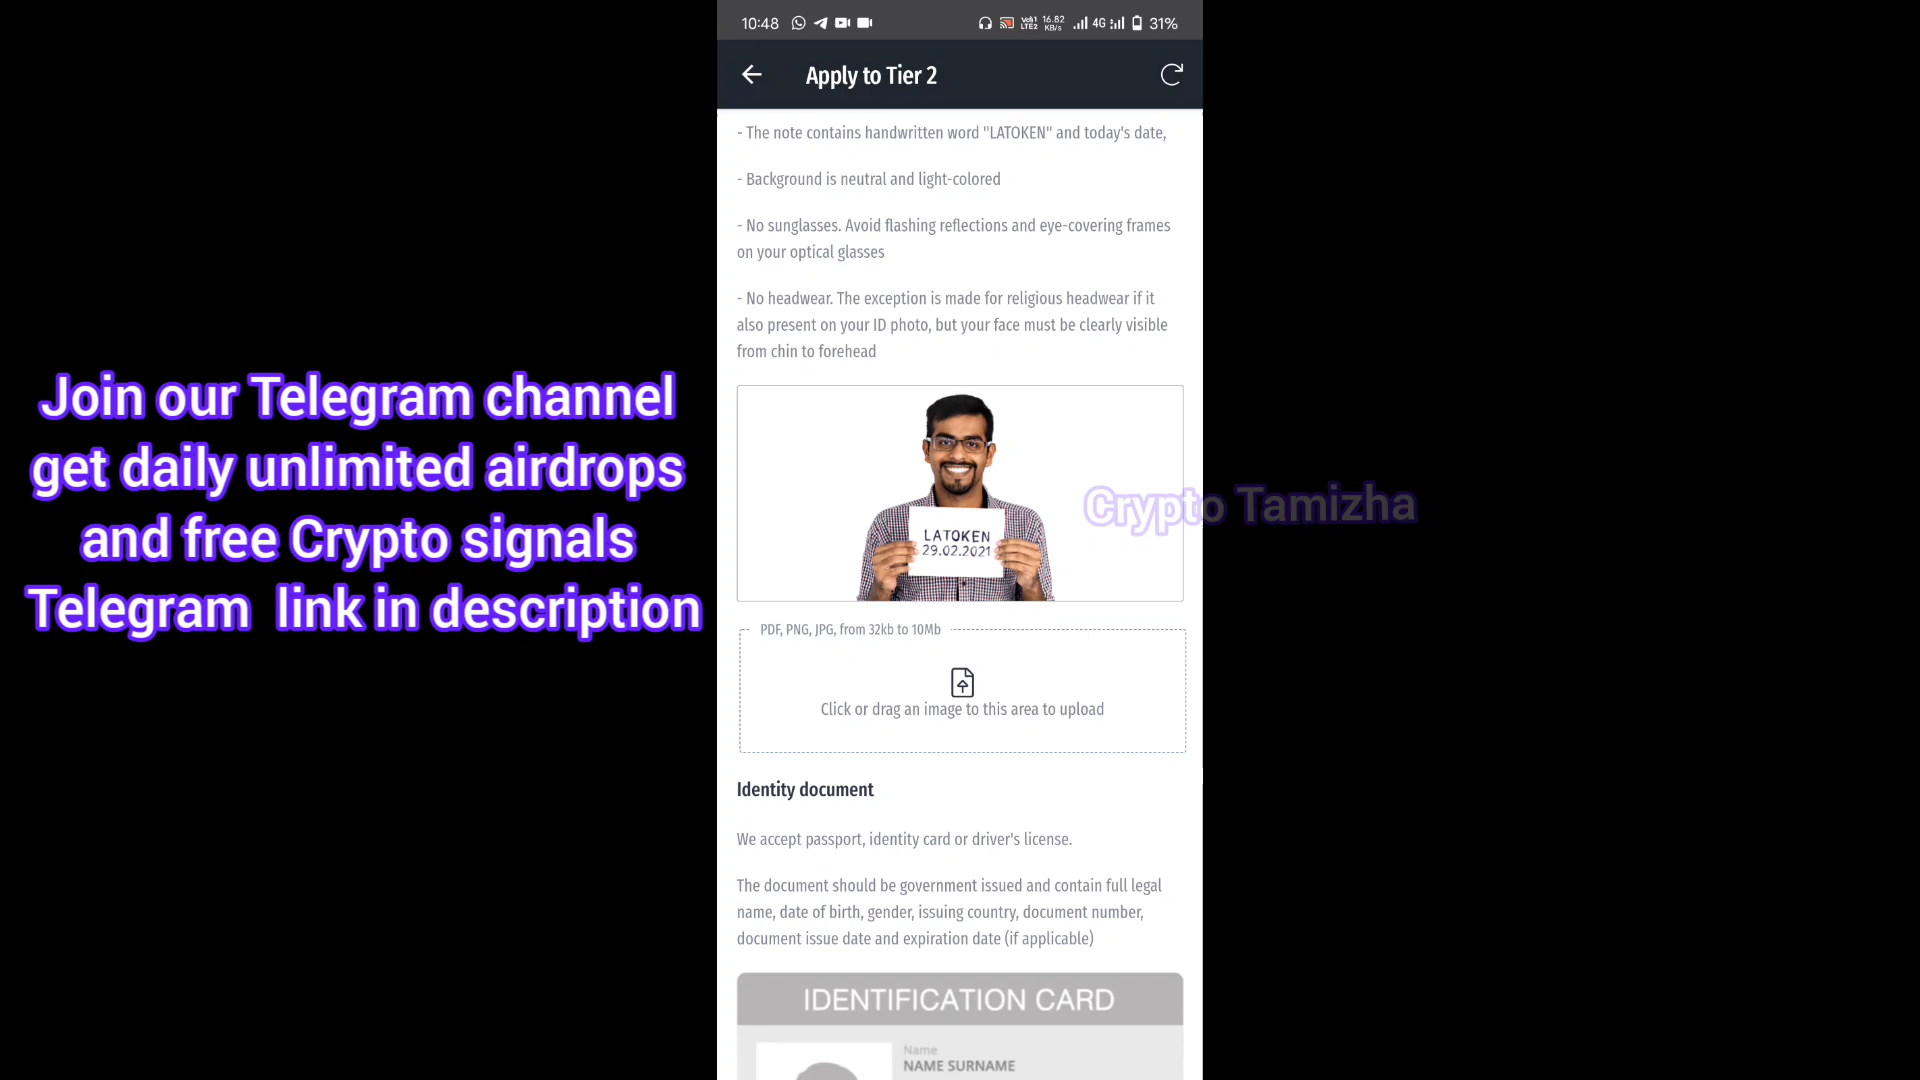 10:48
VoI1 LTE2
16.82 KB/s
4G
31%
Apply to Tier 2
- The note contains handwritten word "LATOKEN" and today's date,
- Background is neutral and light-colored
- No sunglasses. Avoid flashing reflections and eye-covering frames
on your optical glasses
- No headwear. The exception is made for religious headwear if it
also present on your ID photo, but your face must be clearly visible
from chin to forehead
LATOKEN
29.02.2021
Join our Telegram channel
get daily unlimited airdrops
and free Crypto signals
Telegram link in description
Crypto Tamizha
PDF, PNG, JPG, from 32kb to 10Mb
Click or drag an image to this area to upload
Identity document
We accept passport, identity card or driver's license.
The document should be government issued and contain full legal
name, date of birth, gender, issuing country, document number,
document issue date and expiration date (if applicable)
IDENTIFICATION CARD
Name
NAME SURNAME